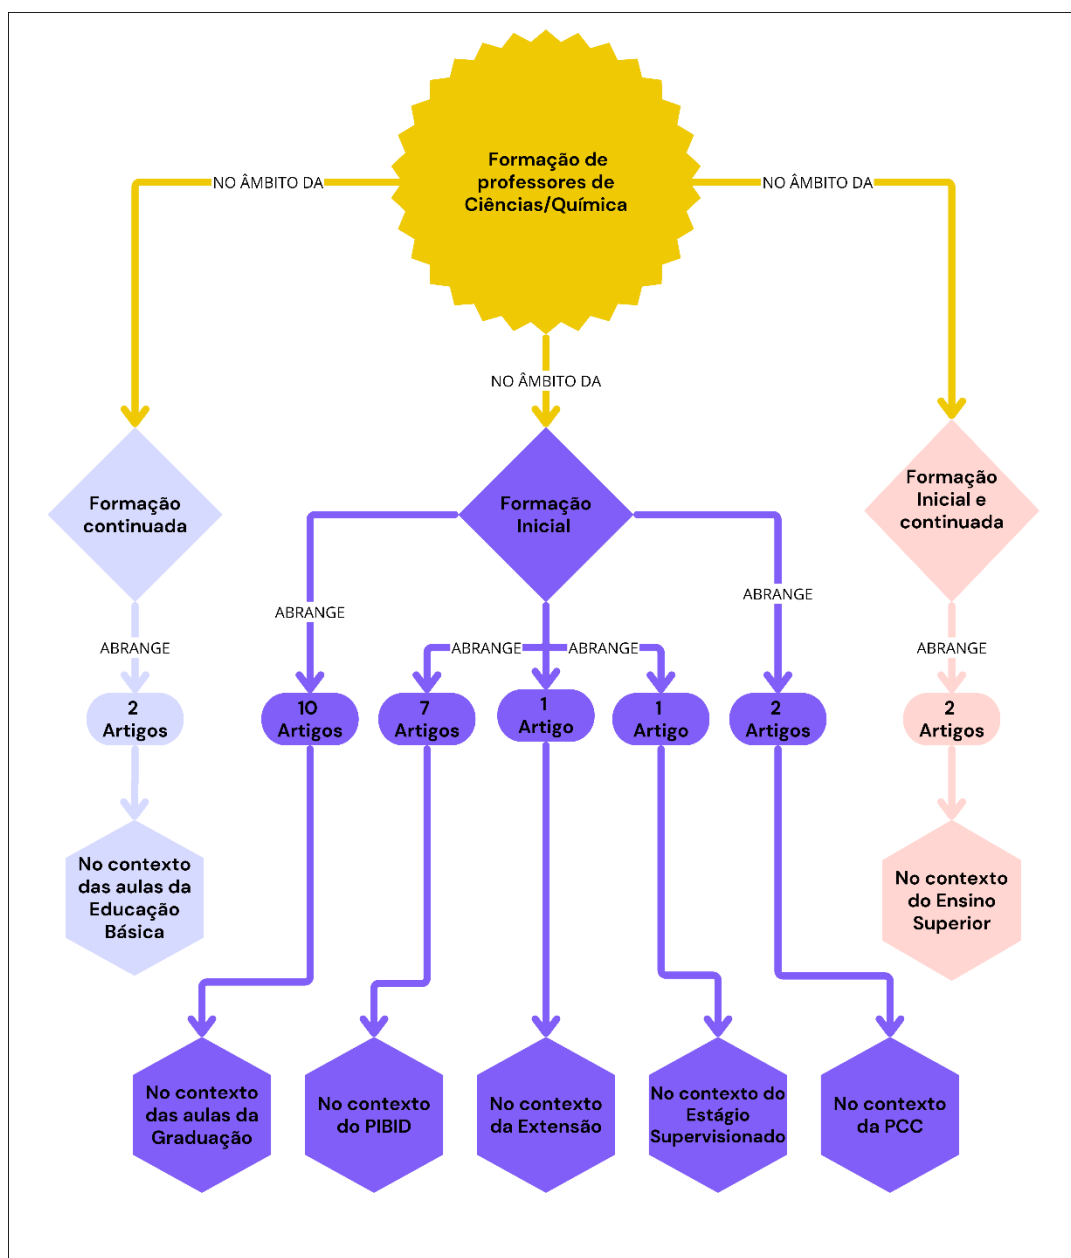 Formação de
professores de
Ciências/Química
NO ÂMBITO DA
NO ÂMBITO DA
NO ÂMBITO DA
Formação
continuada
Formação
Inicial
Formação
Inicial e
continuada
ABRANGE
ABRANGE
ABRANGE
ABRANGE
ABRANGE
ABRANGE
2
Artigos
10
Artigos
7
Artigos
1
Artigo
1
Artigo
2
Artigos
2
Artigos
No contexto
das aulas da
Educação
Básica
No contexto
do Ensino
Superior
No contexto
das aulas da
Graduação
No contexto
do PIBID
No contexto
da Extensão
No contexto do
Estágio
Supervisionado
No contexto
da PCC